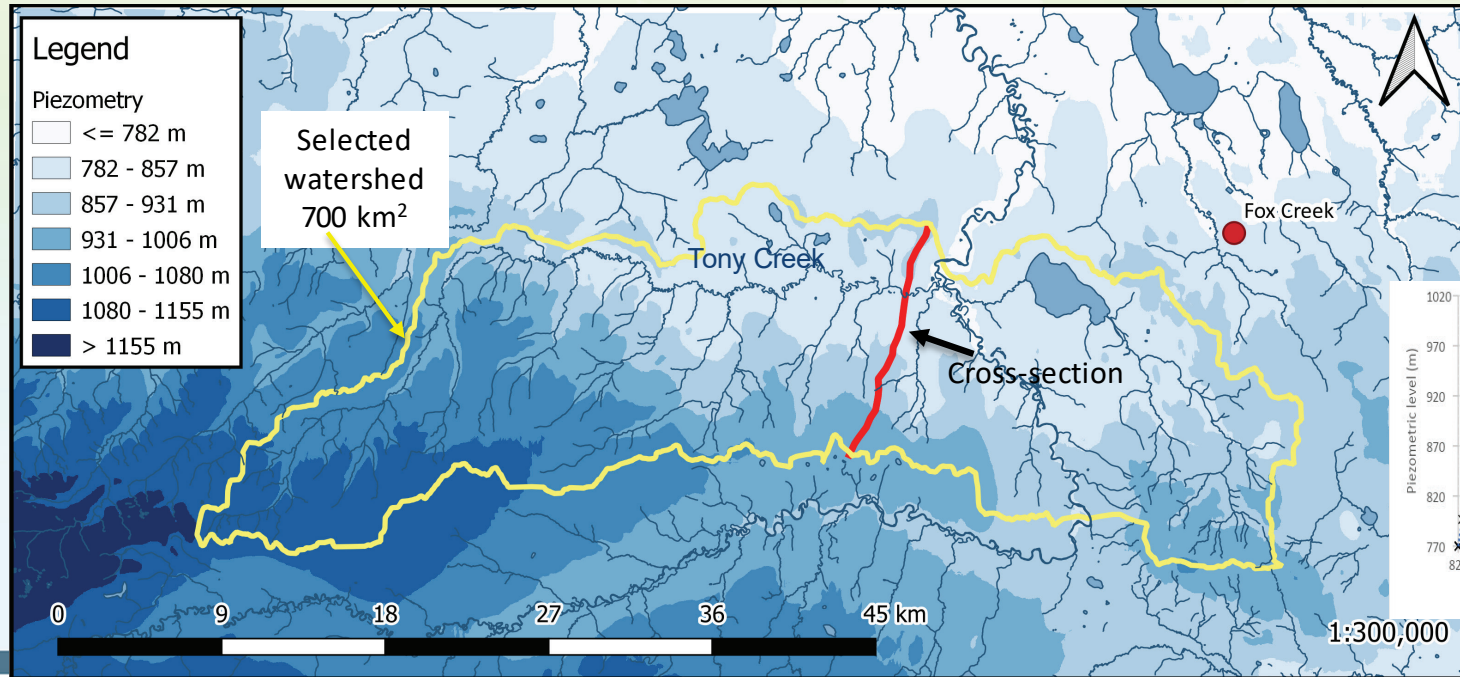 Legend
Piezometry
<= 782 m
782 - 857 m
857 - 931 m
931 - 1006 m
1006 - 1080 m
1080 - 1155 m
> 1155 m
Selected
watershed
700 km²
Tony Creek
Fox Creek
Cross-section
Piezometric level (m)
1020
970
920
870
820
770
82
0 9 18 27 36 45 km
1:300,000